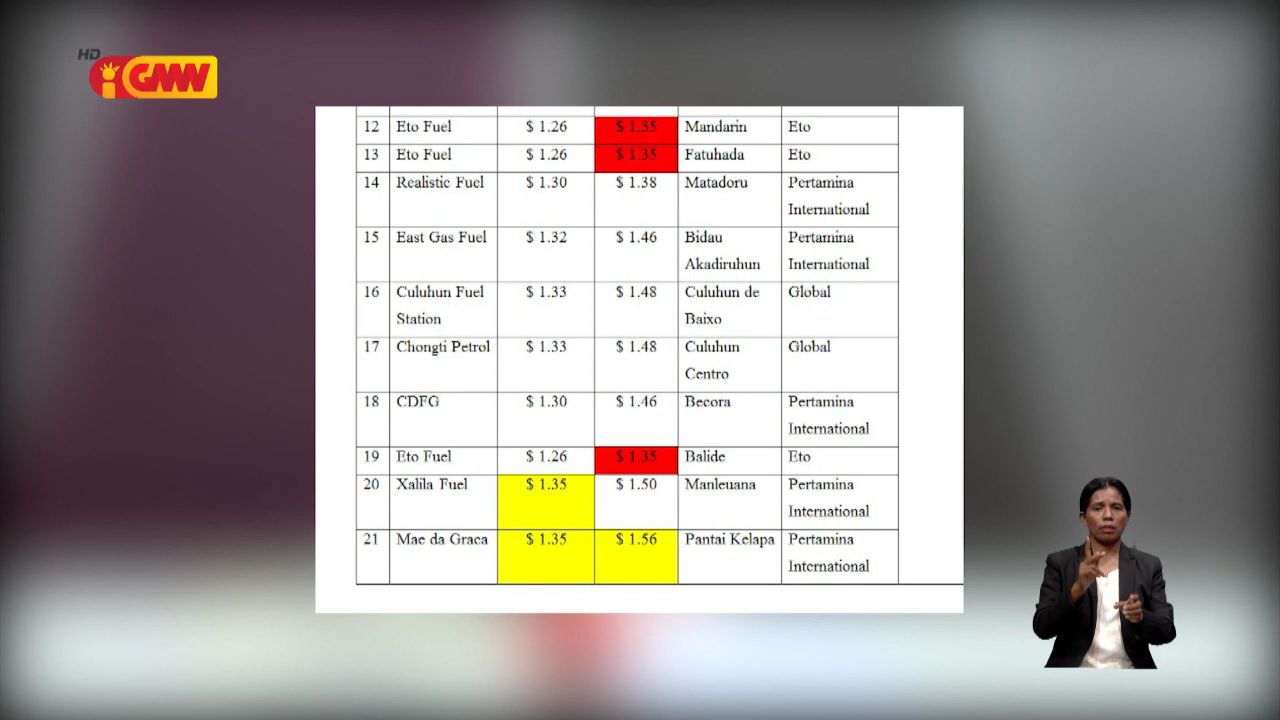 HD
GMN
12 Eto Fuel $ 1.26 $ 1.35 Mandarin Eto
13 Eto Fuel $ 1.26 $ 1.35 Fatuhada Eto
14 Realistic Fuel $ 1.30 $ 1.38 Matadoru Pertamina
International
15 East Gas Fuel $ 1.32 $ 1.46 Bidau Pertamina
Akadiruhun International
16 Culuhun Fuel $ 1.33 $ 1.48 Culuhun de Global
Station Baixo
17 Chongti Petrol $ 1.33 $ 1.48 Culuhun Global
Centro
18 CDFG $ 1.30 $ 1.46 Becora Pertamina
International
19 Eto Fuel $ 1.26 $ 1.35 Balide Eto
20 Xalila Fuel $ 1.35 $ 1.50 Manleuana Pertamina
International
21 Mae da Graca $ 1.35 $ 1.56 Pantai Kelapa Pertamina
International